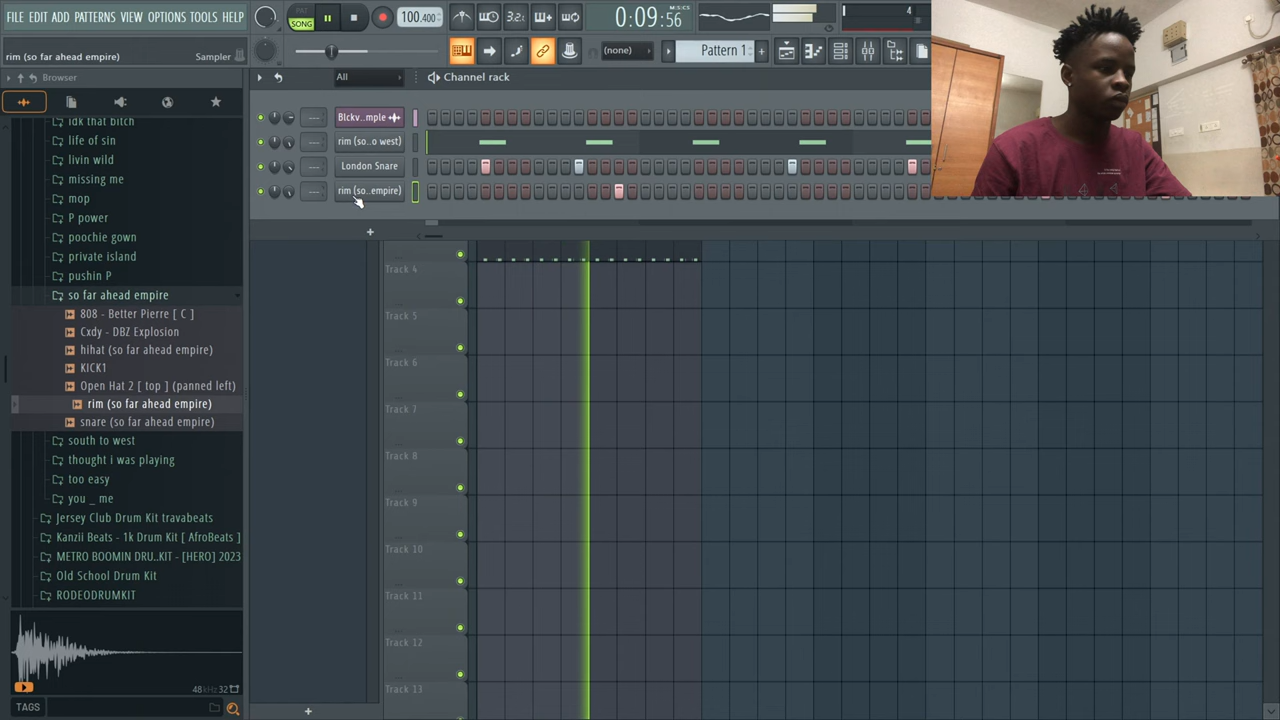 FILE EDIT ADD PATTERNS VIEW OPTIONS TOOLS HELP
PAT
SONG
100.400
3.2.
0:09:56
M:S:CS
4
rim (so far ahead empire)
Sampler
(none)
Pattern 1
Browser
All
Channel rack
idk that bitch
life of sin
livin wild
missing me
mop
P power
poochie gown
private island
pushin P
so far ahead empire
808 - Better Pierre [ C ]
Cxdy - DBZ Explosion
hihat (so far ahead empire)
KICK1
Open Hat 2 [ top ] (panned left)
rim (so far ahead empire)
snare (so far ahead empire)
south to west
thought i was playing
too easy
you _ me
Jersey Club Drum Kit travabeats
Kanzii Beats - 1k Drum Kit [ AfroBeats ]
METRO BOOMIN DRU..KIT - [HERO] 2023
Old School Drum Kit
RODEODRUMKIT
48kHz 32
TAGS
Blckv..mple
rim (so..o west)
London Snare
rim (so..empire)
Track 4
Track 5
Track 6
Track 7
Track 8
Track 9
Track 10
Track 11
Track 12
Track 13